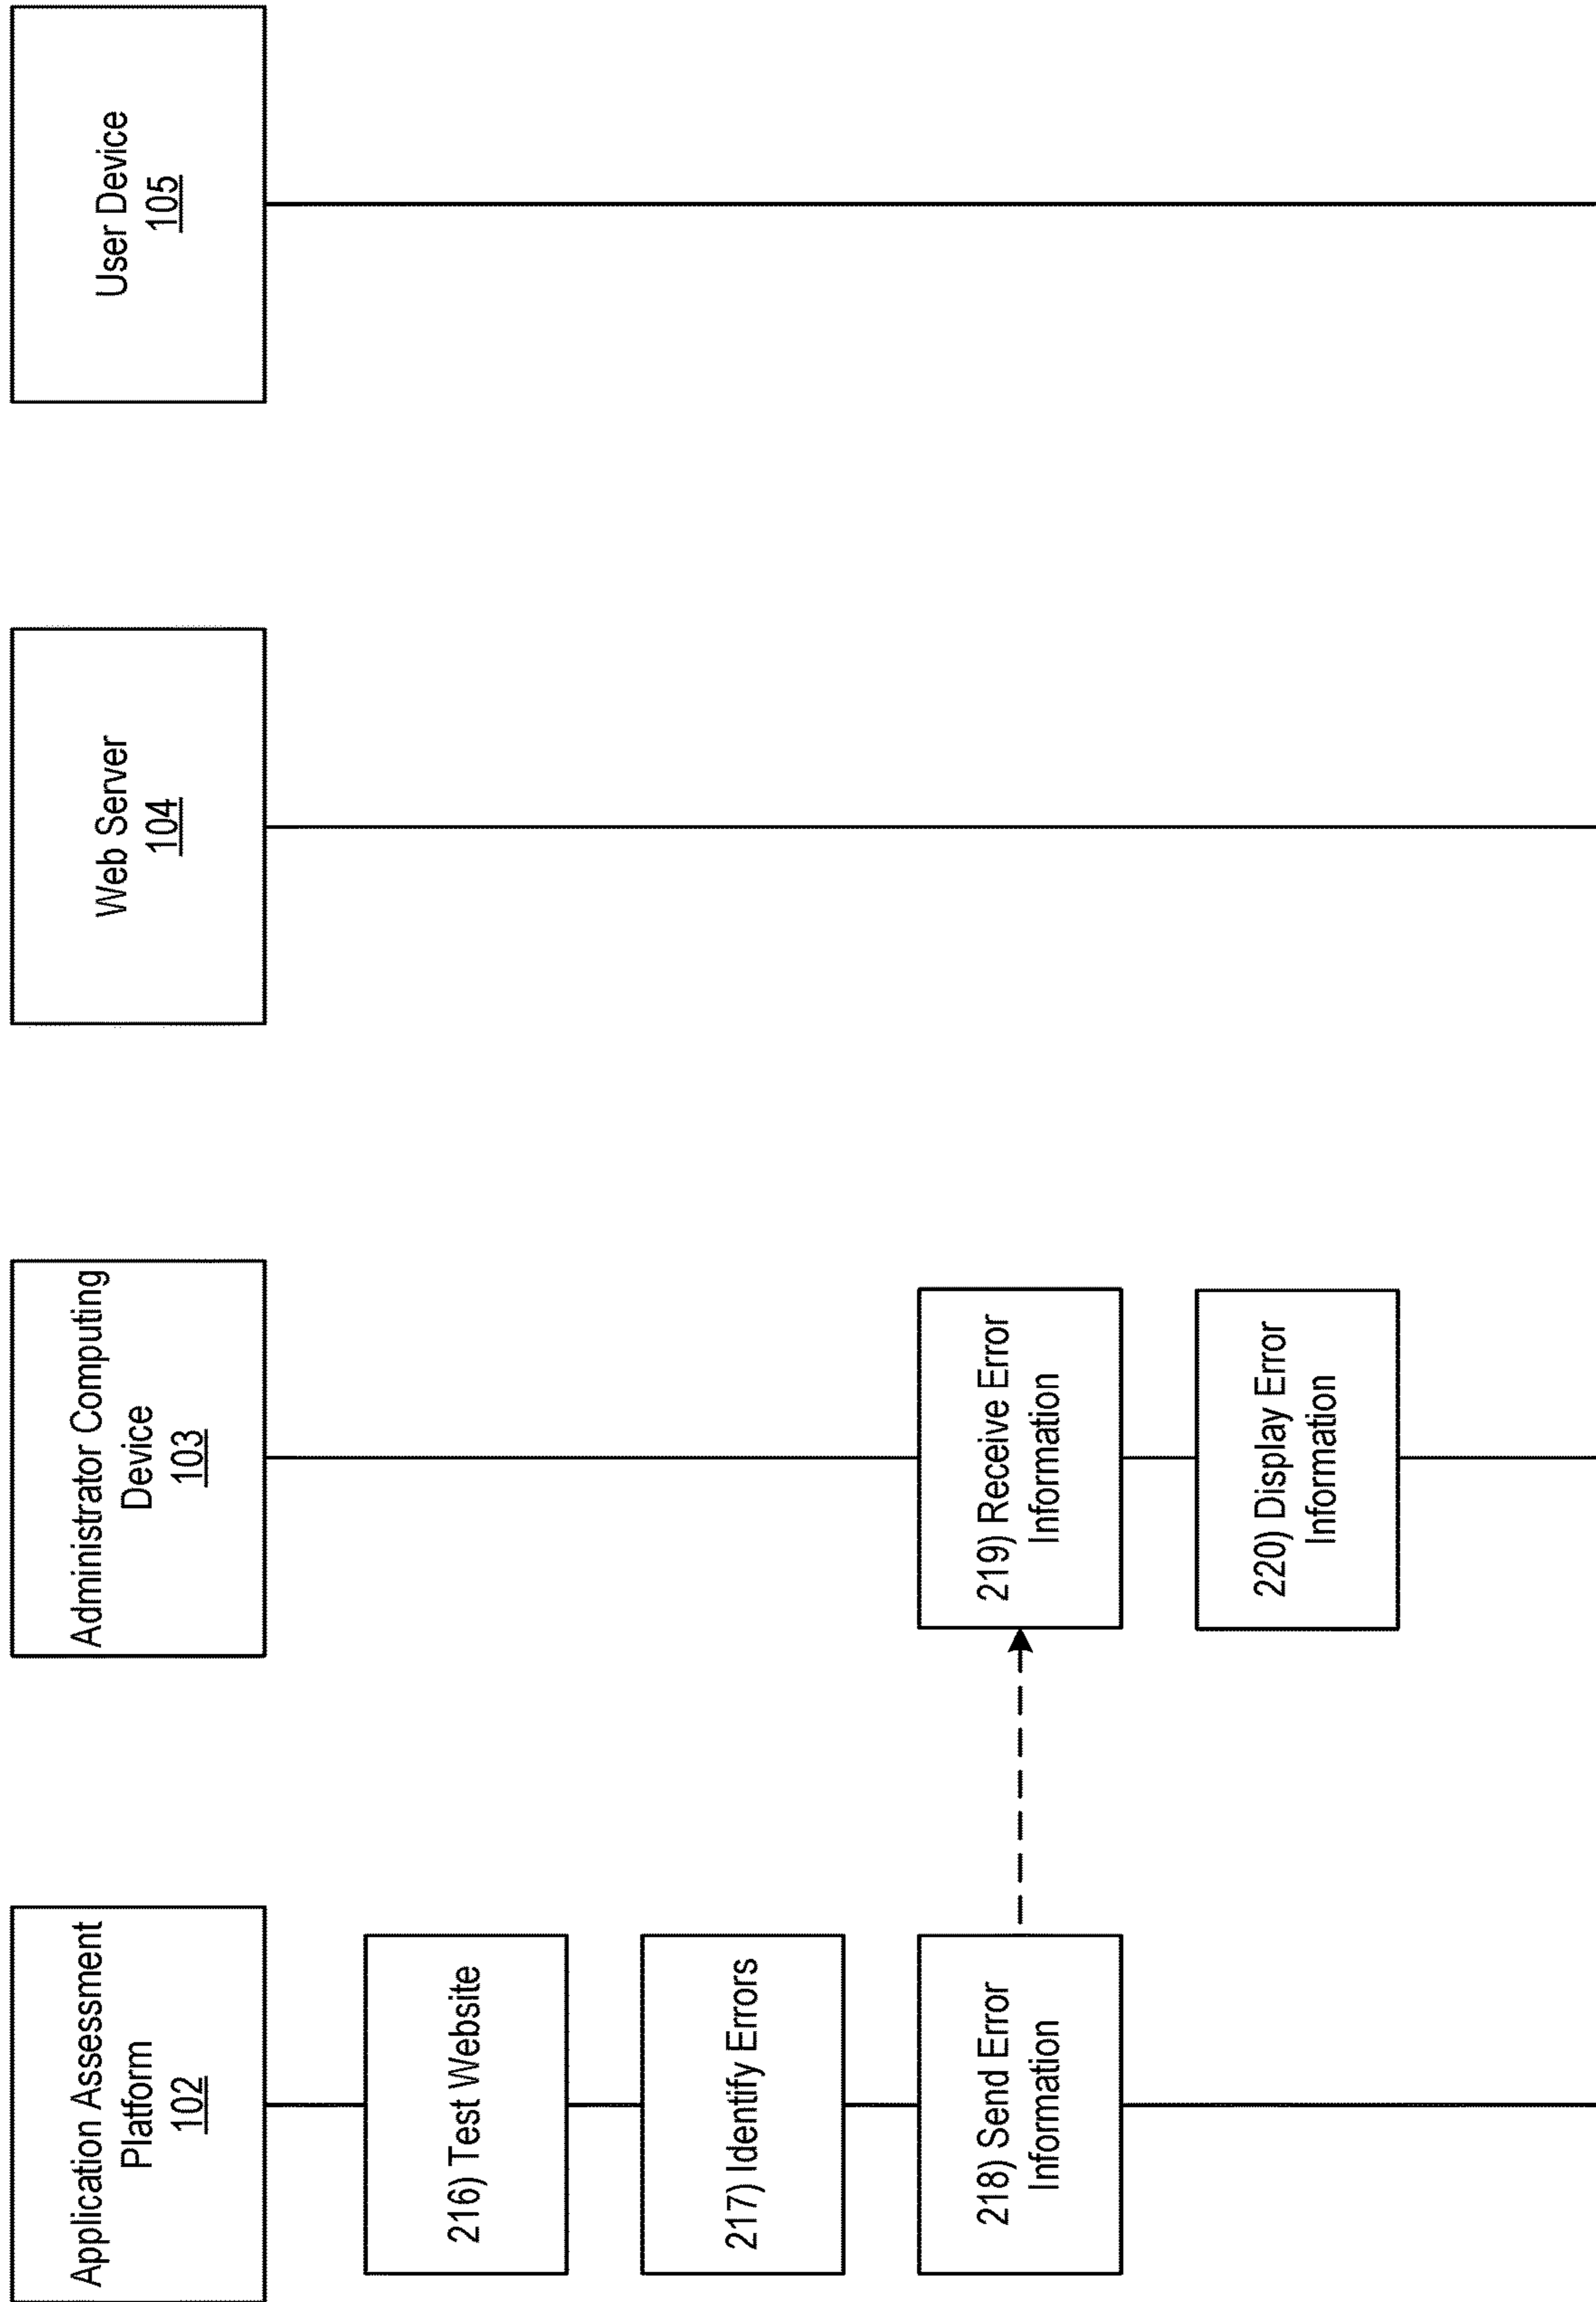 Application Assessment
Platform
102
Administrator Computing
Device
103
Web Server
104
User Device
105
216) Test Website
217) Identify Errors
218) Send Error
Information
219) Receive Error
Information
220) Display Error
Information